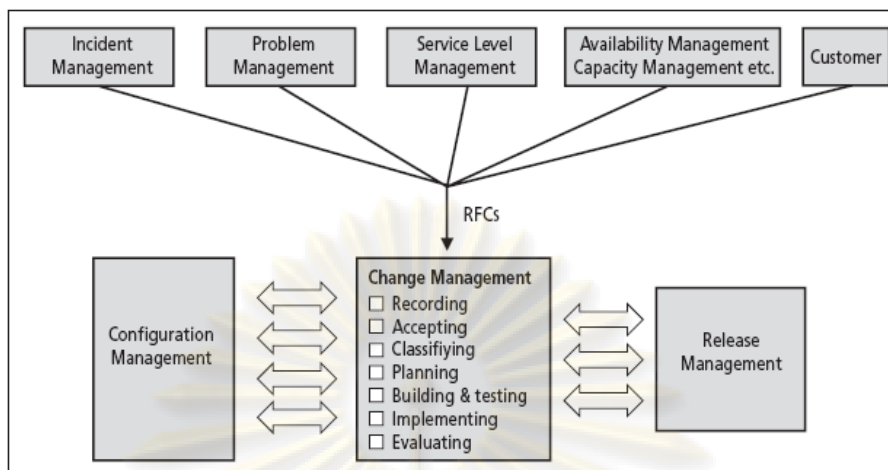 Incident
Management
Problem
Management
Service Level
Management
Availability Management
Capacity Management etc.
Customer
RFCs
Configuration
Management
Change Management
Recording
Accepting
Classifiying
Planning
Building & testing
Implementing
Evaluating
Release
Management